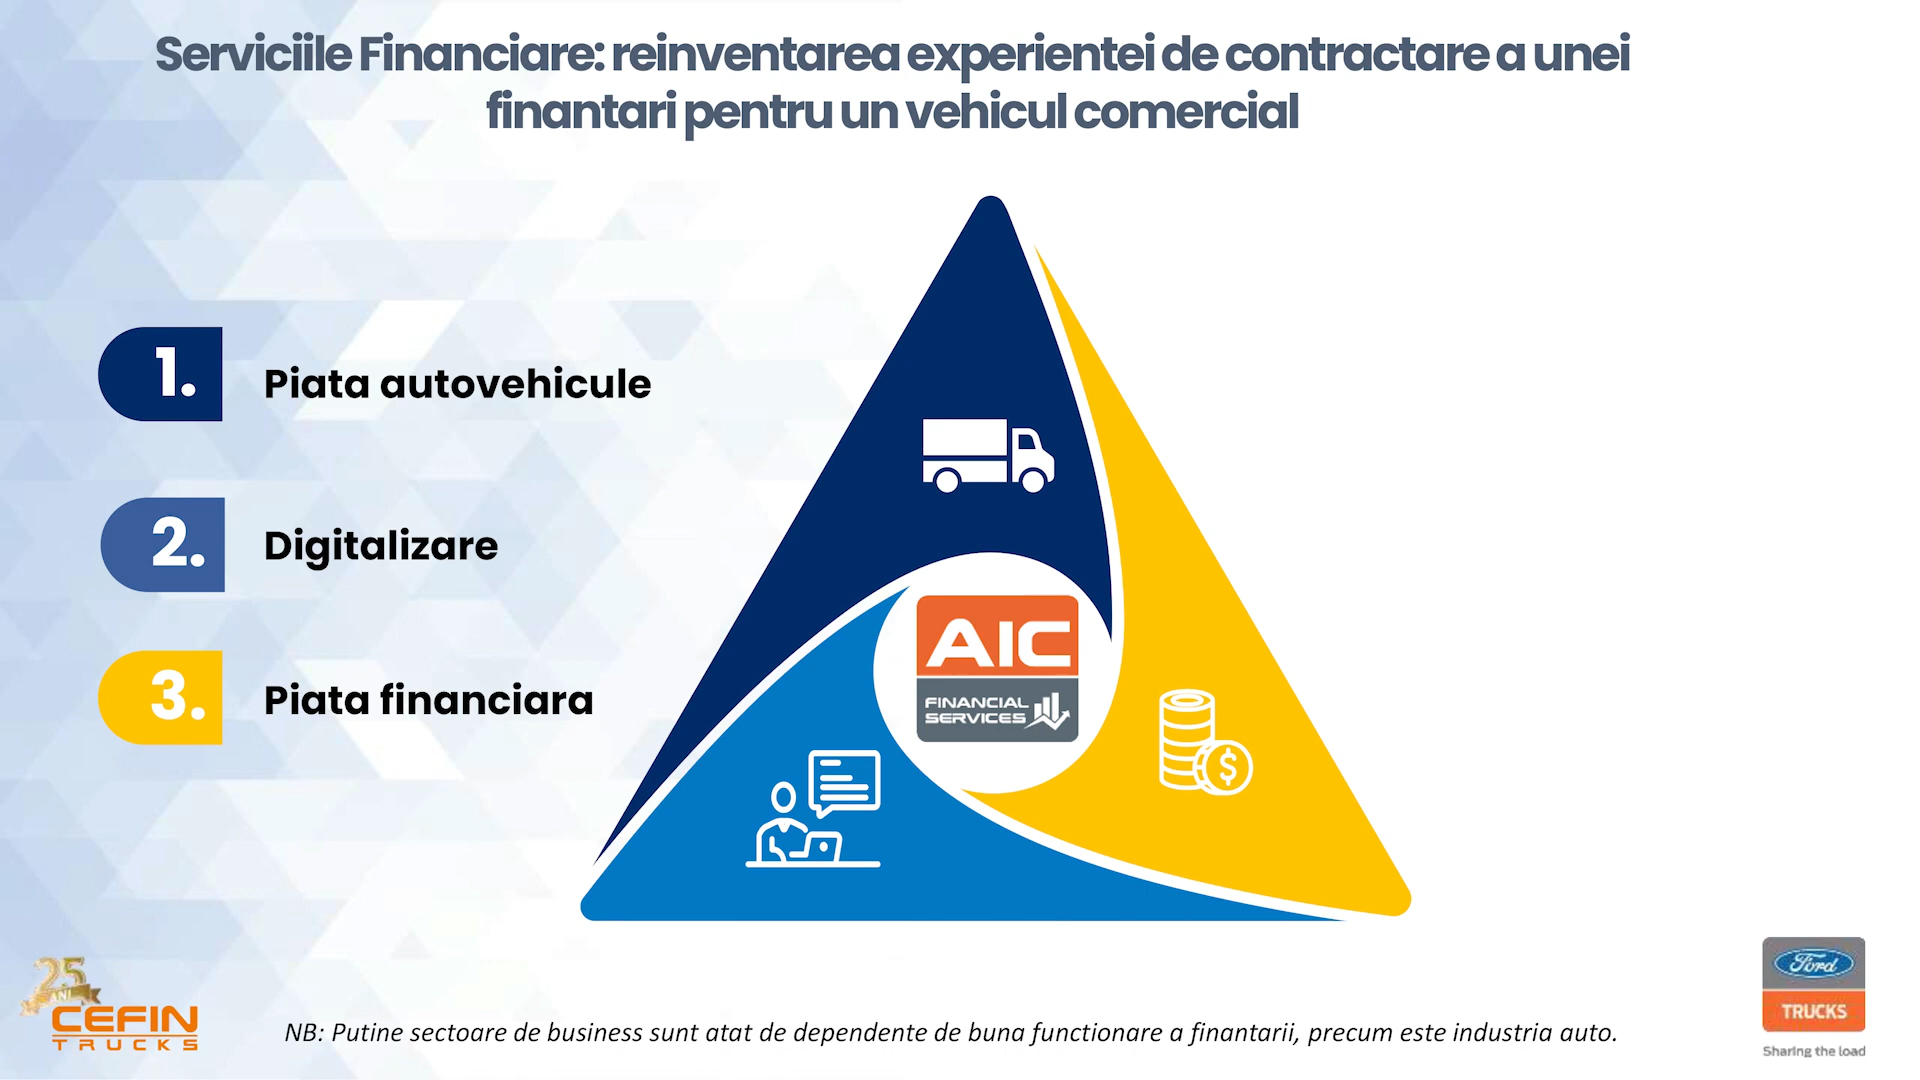 Serviciile Financiare: reinventarea experientei de contractare a unei
finantari pentru un vehicul comercial
1. Piata autovehicule
2. Digitalizare
3. Piata financiara
AIC
FINANCIAL
SERVICES
$
25
ANI
CEFIN
TRUCKS
NB: Putine sectoare de business sunt atat de dependente de buna functionare a finantarii, precum este industria auto.
Ford
TRUCKS
Sharing the load